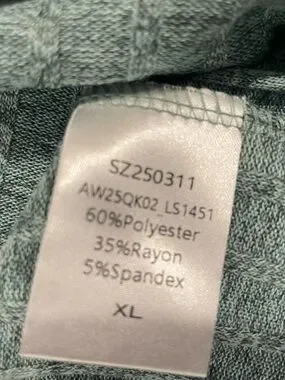 SZ250311
AW25QK02_LS1451
60%Polyester
35%Rayon
5%Spandex
XL